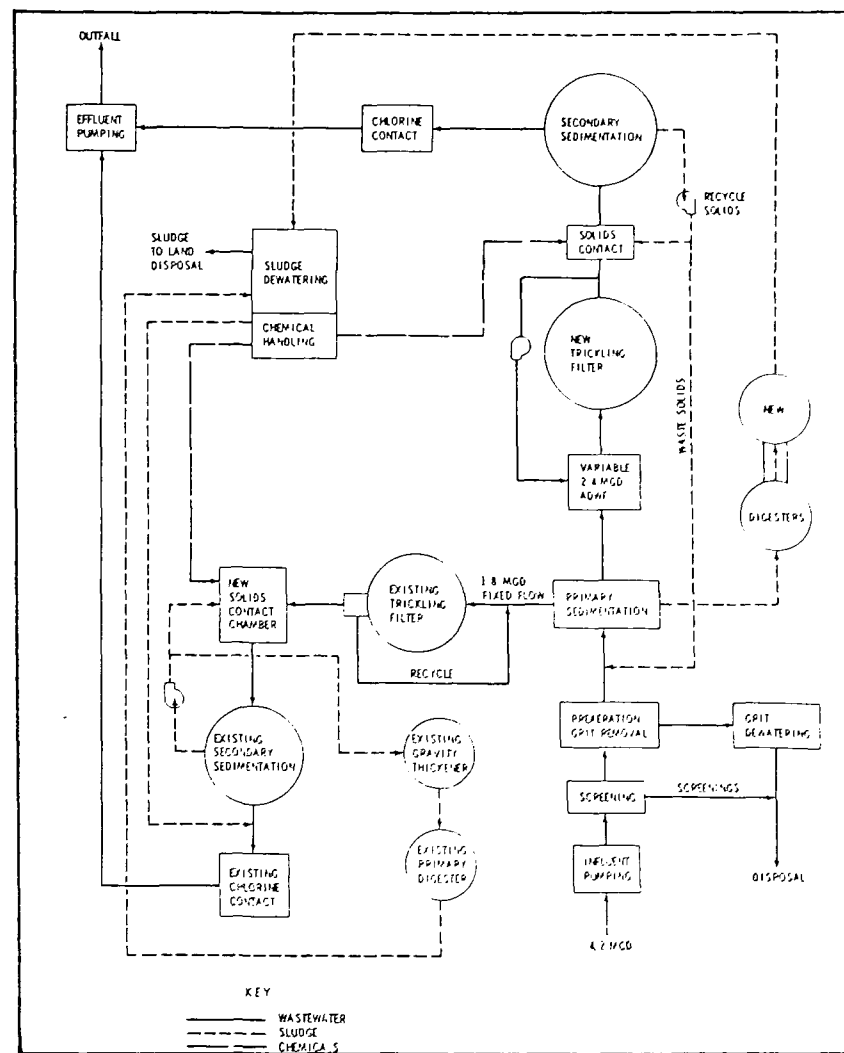 OUTFALL
EFFLUENT
PUMPING
CHLORINE
CONTACT
SECONDARY
SEDIMENTATION
RECYCLE
SOLIDS
SLUDGE
TO LAND
DISPOSAL
SLUDGE
DEWATERING
SOLIDS
CONTACT
CHEMICAL
HANDLING
NEW
TRICKLING
FILTER
WASTE SOLIDS
NEW
VARIABLE
2.4 MGD
ADWF
DIGESTERS
NEW
SOLIDS
CONTACT
CHAMBER
EXISTING
TRICKLING
FILTER
1.8 MGD
FIXED FLOW
PRIMARY
SEDIMENTATION
RECYCLE
EXISTING
SECONDARY
SEDIMENTATION
EXISTING
GRAVITY
THICKENER
PREAERATION
GRIT REMOVAL
GRIT
DEWATERING
SCREENING
SCREENINGS
EXISTING
PRIMARY
DIGESTER
INFLUENT
PUMPING
DISPOSAL
EXISTING
CHLORINE
CONTACT
4.2 MGD
KEY
WASTEWATER
SLUDGE
CHEMICALS